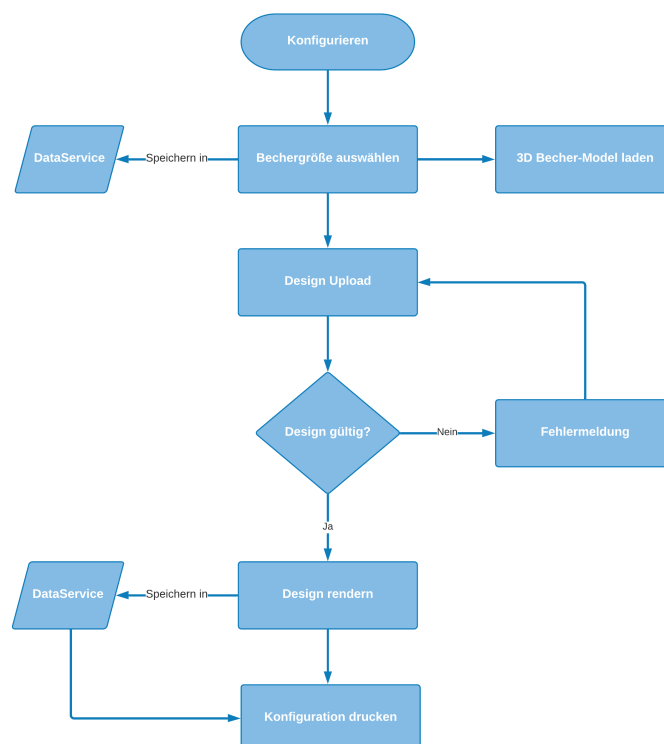 Konfigurieren
DataService
Speichern in
Bechergröße auswählen
3D Becher-Model laden
Design Upload
Design gültig?
Nein
Fehlermeldung
Ja
DataService
Speichern in
Design rendern
Konfiguration drucken